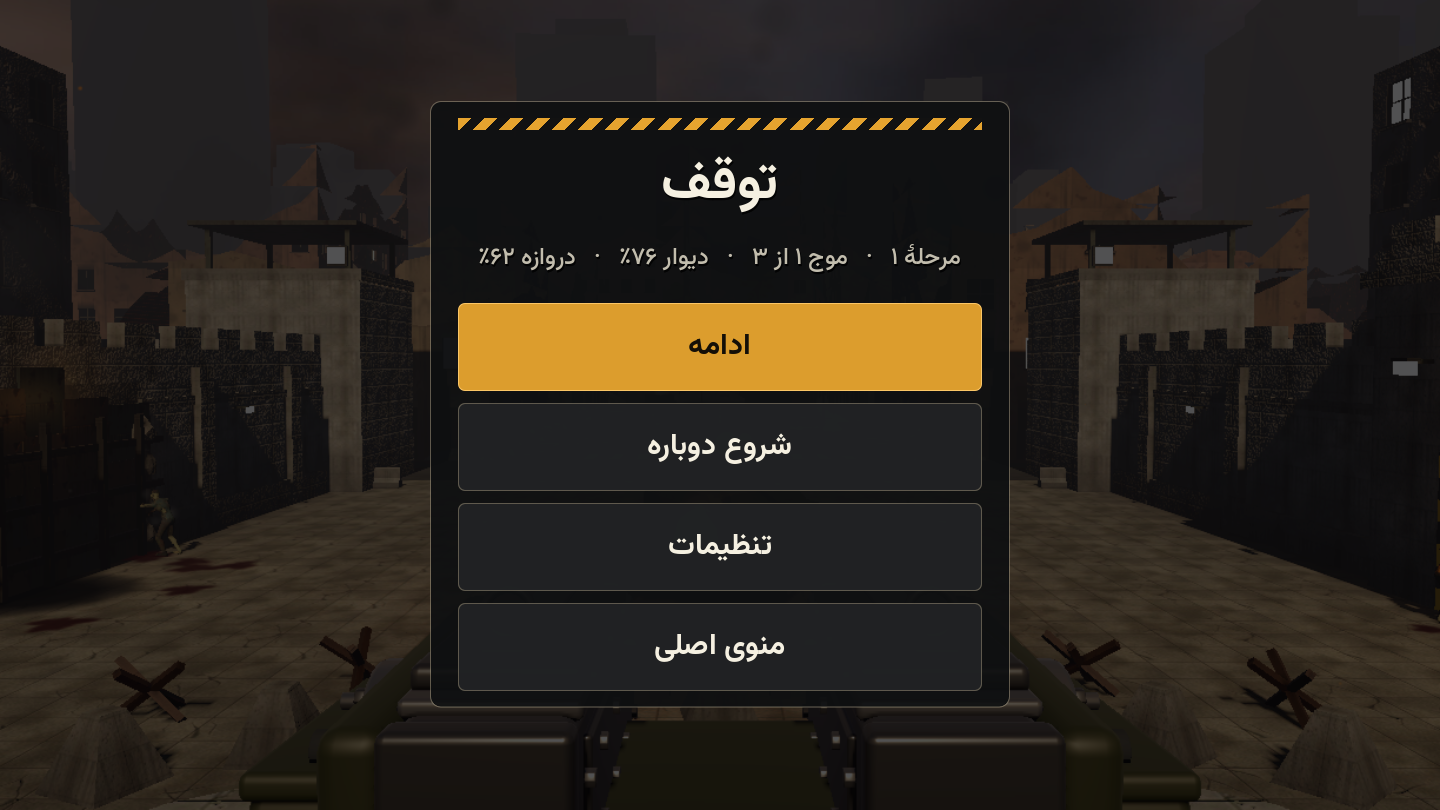 توقف
مرحلهٔ ۱ · موج ۱ از ۳ · دیوار ۷۶٪ · دروازه ۶۲٪
ادامه
شروع دوباره
تنظیمات
منوی اصلی